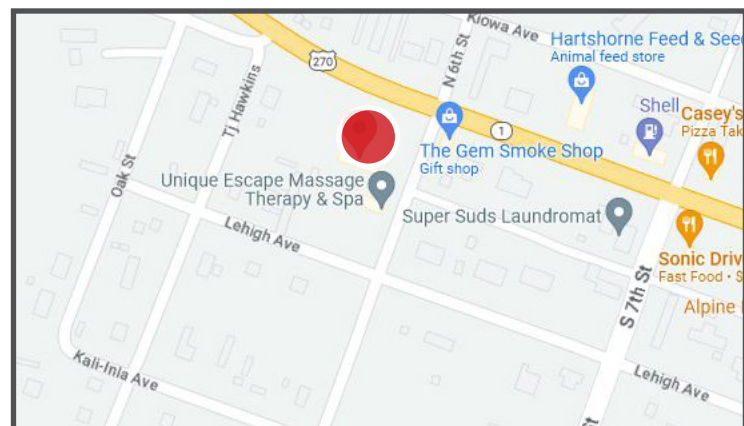 Kiowa Ave
Hartshorne Feed & See
Animal feed store
270
N 6th St
Tj Hawkins
Oak St
Shell
Casey's
Pizza Tak
1
The Gem Smoke Shop
Gift shop
Unique Escape Massage
Therapy & Spa
Super Suds Laundromat
Lehigh Ave
Sonic Driv
Fast Food • S
S 7th St
Alpine
Kali-Inla Ave
Lehigh Ave
St